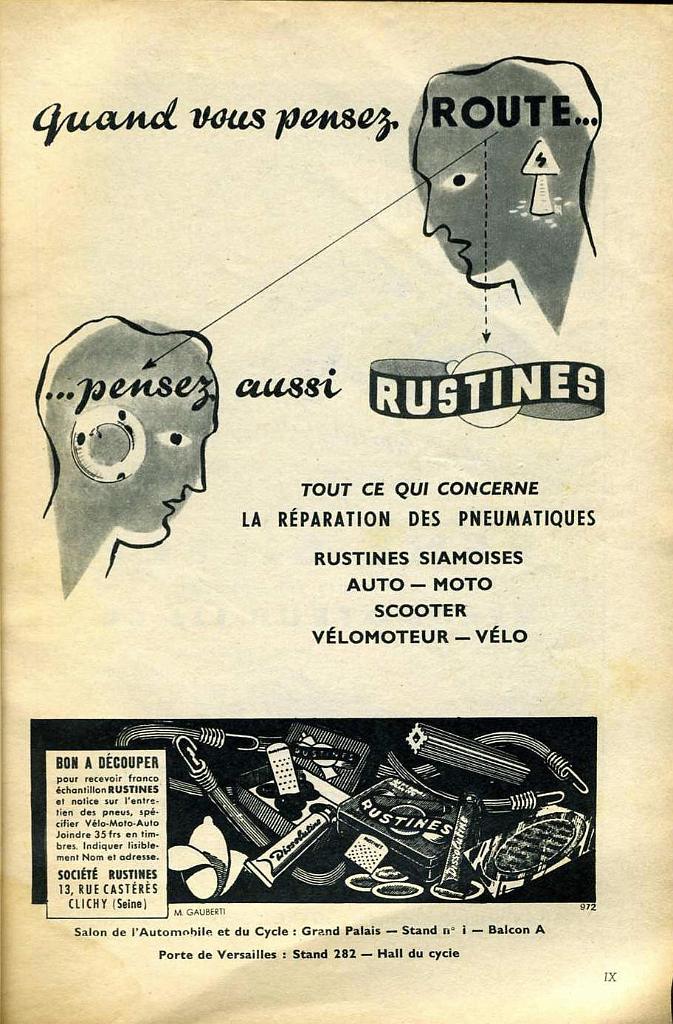 Quand vous pensez ROUTE...
...pensez aussi RUSTINES
TOUT CE QUI CONCERNE
LA RÉPARATION DES PNEUMATIQUES
RUSTINES SIAMOISES
AUTO — MOTO
SCOOTER
VÉLOMOTEUR — VÉLO
BON A DÉCOUPER
pour recevoir franco
échantillon RUSTINES
et notice sur l'entre-
tien des pneus, spé-
cifier Vélo-Moto-Auto
Joindre 35 frs en tim-
bres. Indiquer lisible-
ment Nom et adresse.
SOCIÉTÉ RUSTINES
13, RUE CASTÉRÈS
CLICHY (Seine)
RUSTINES
Dissolutine
RUSTINES
Dissolutine
M. GAUBERTI
972
Salon de l'Automobile et du Cycle : Grand Palais — Stand n° 1 — Balcon A
Porte de Versailles : Stand 282 — Hall du cycle
IX